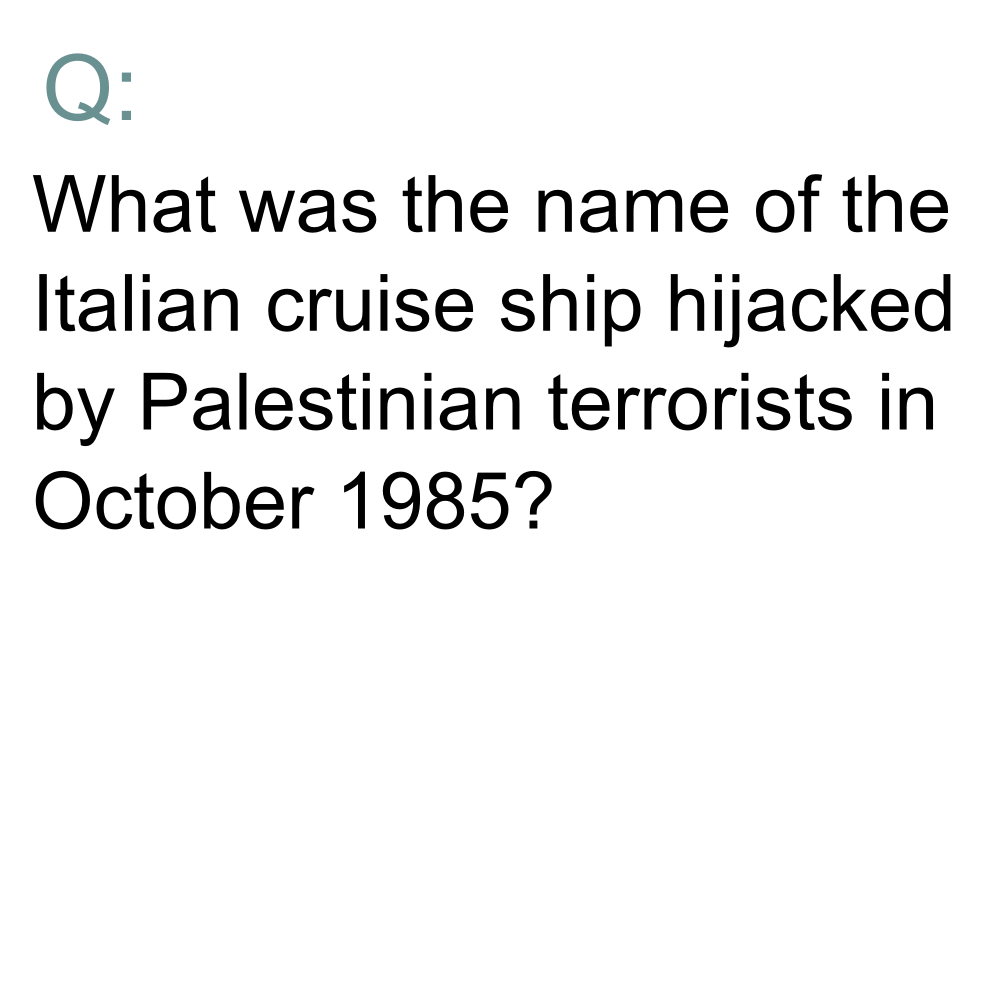 Q:
What was the name of the
Italian cruise ship hijacked
by Palestinian terrorists in
October 1985?